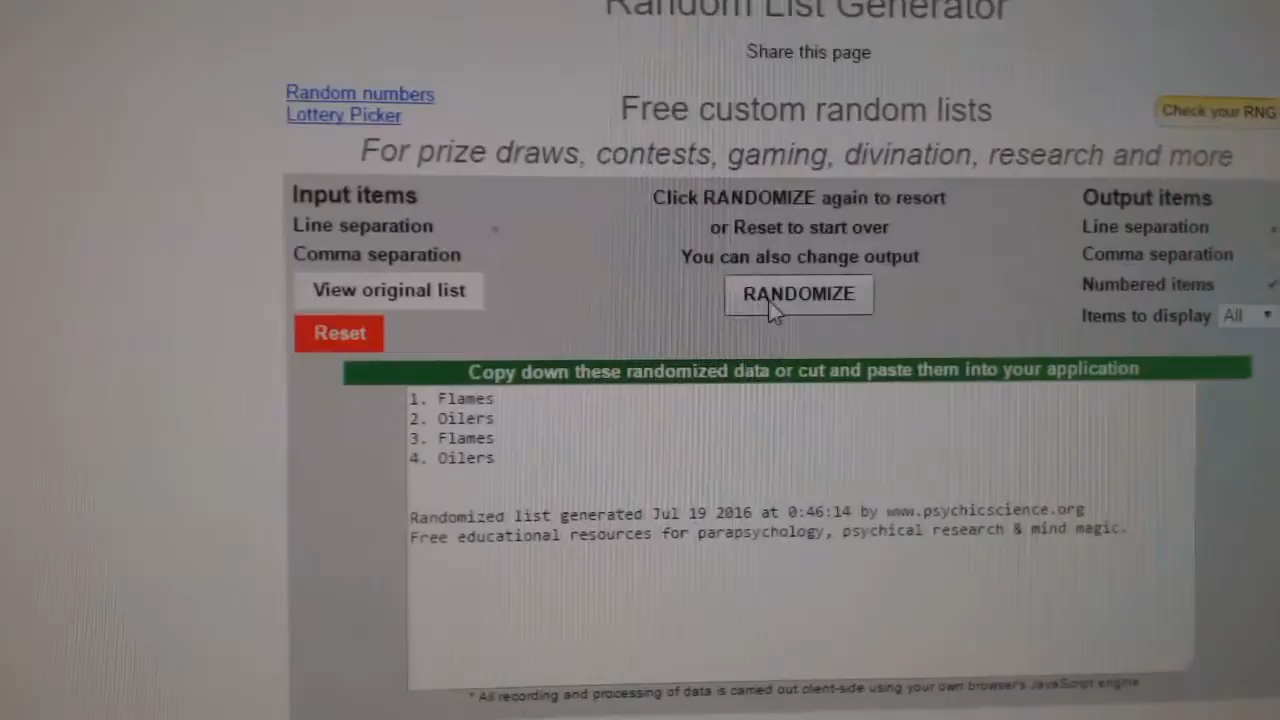 Random List Generator
Share this page
Random numbers
Lottery Picker
Free custom random lists
Check your RNG
For prize draws, contests, gaming, divination, research and more
Input items
Click RANDOMIZE again to resort
Output items
Line separation
or Reset to start over
Line separation
Comma separation
You can also change output
Comma separation
View original list
RANDOMIZE
Numbered items
Reset
Items to display All
Copy down these randomized data or cut and paste them into your application
1. Flames
2. Oilers
3. Flames
4. Oilers
Randomized list generated Jul 19 2016 at 0:46:14 by www.psychicscience.org
Free educational resources for parapsychology, psychical research & mind magic.
* All recording and processing of data is carried out client-side using your own browser's JavaScript engine